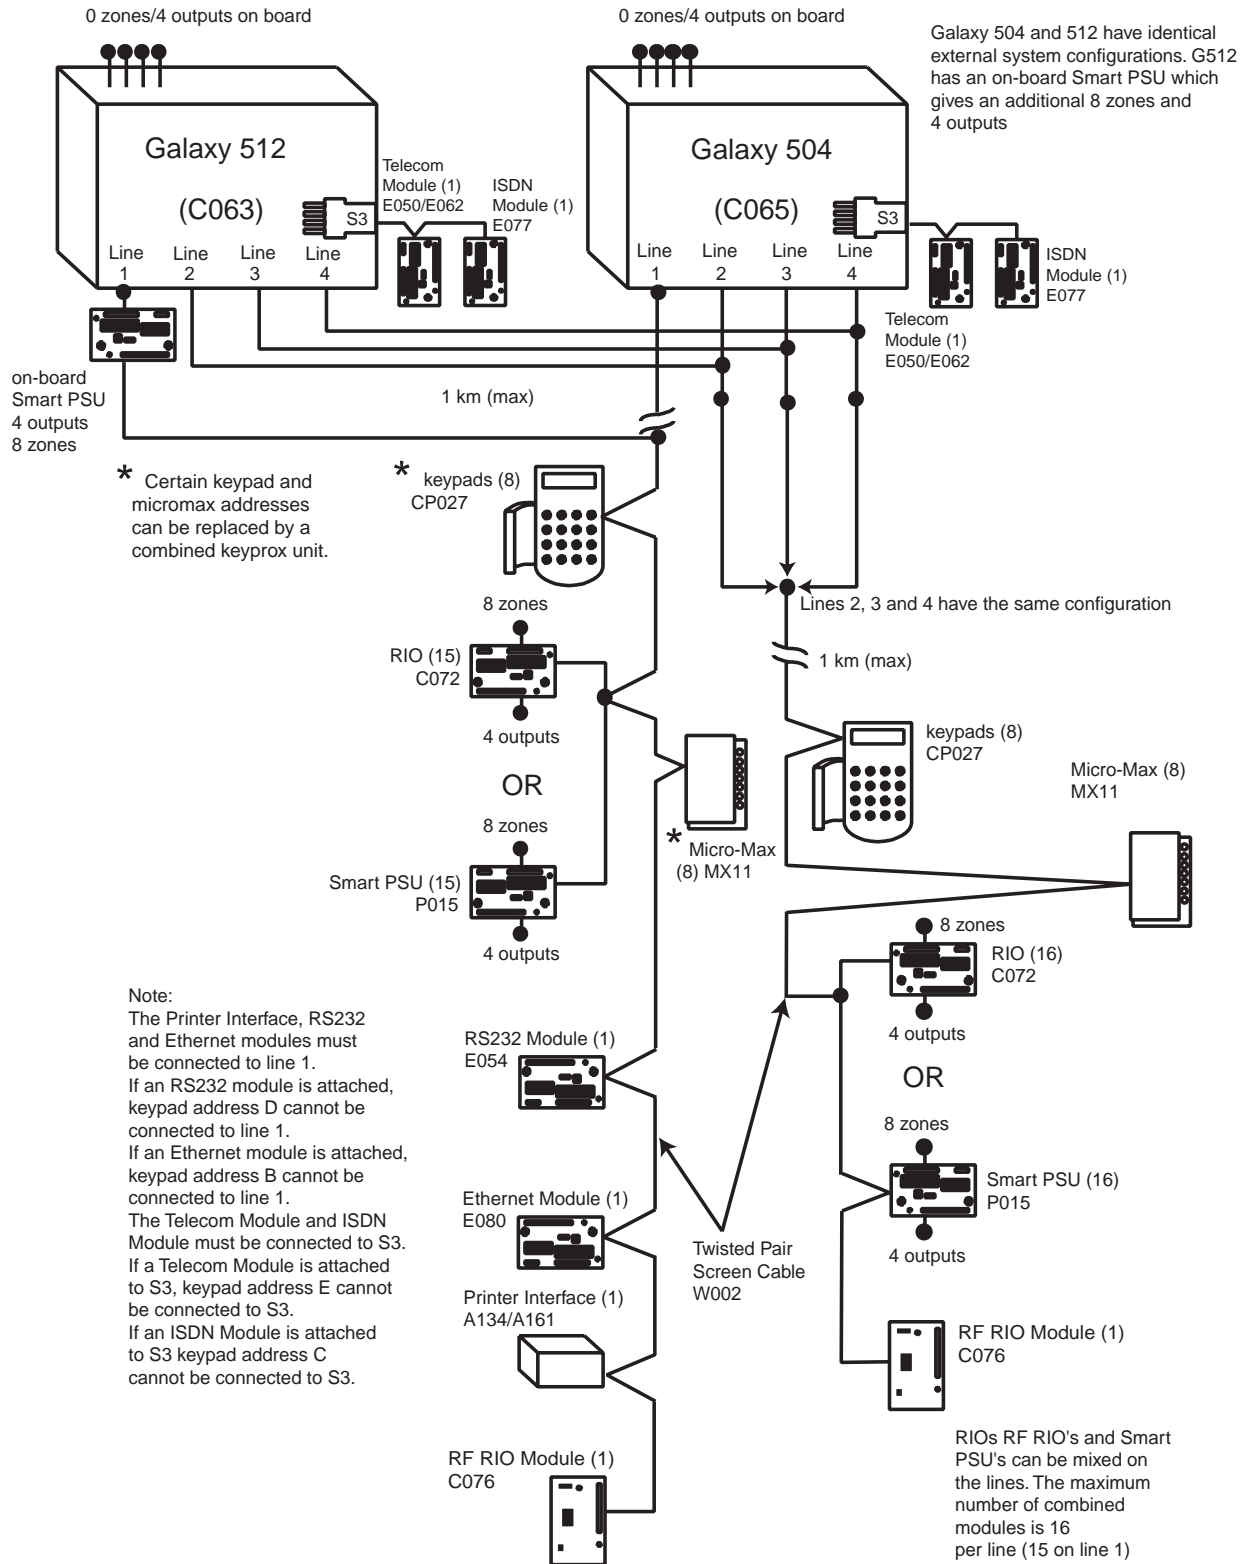 0 zones/4 outputs on board
0 zones/4 outputs on board
Galaxy 504 and 512 have identical
external system configurations. G512
has an on-board Smart PSU which
gives an additional 8 zones and
4 outputs
Galaxy 512
(C063)
S3
Line
1
Line
2
Line
3
Line
4
Telecom
Module (1)
E050/E062
ISDN
Module (1)
E077
Galaxy 504
(C065)
S3
Line
1
Line
2
Line
3
Line
4
ISDN
Module (1)
E077
Telecom
Module (1)
E050/E062
on-board
Smart PSU
4 outputs
8 zones
1 km (max)
* Certain keypad and
micromax addresses
can be replaced by a
combined keyprox unit.
* keypads (8)
CP027
Lines 2, 3 and 4 have the same configuration
1 km (max)
8 zones
RIO (15)
C072
4 outputs
OR
8 zones
Smart PSU (15)
P015
4 outputs
* Micro-Max
(8) MX11
keypads (8)
CP027
Micro-Max (8)
MX11
8 zones
RIO (16)
C072
4 outputs
OR
8 zones
Smart PSU (16)
P015
4 outputs
Note:
The Printer Interface, RS232
and Ethernet modules must
be connected to line 1.
If an RS232 module is attached,
keypad address D cannot be
connected to line 1.
If an Ethernet module is attached,
keypad address B cannot be
connected to line 1.
The Telecom Module and ISDN
Module must be connected to S3.
If a Telecom Module is attached
to S3, keypad address E cannot
be connected to S3.
If an ISDN Module is attached
to S3 keypad address C
cannot be connected to S3.
RS232 Module (1)
E054
Ethernet Module (1)
E080
Printer Interface (1)
A134/A161
RF RIO Module (1)
C076
Twisted Pair
Screen Cable
W002
RF RIO Module (1)
C076
RIOs RF RIO's and Smart
PSU's can be mixed on
the lines. The maximum
number of combined
modules is 16
per line (15 on line 1)